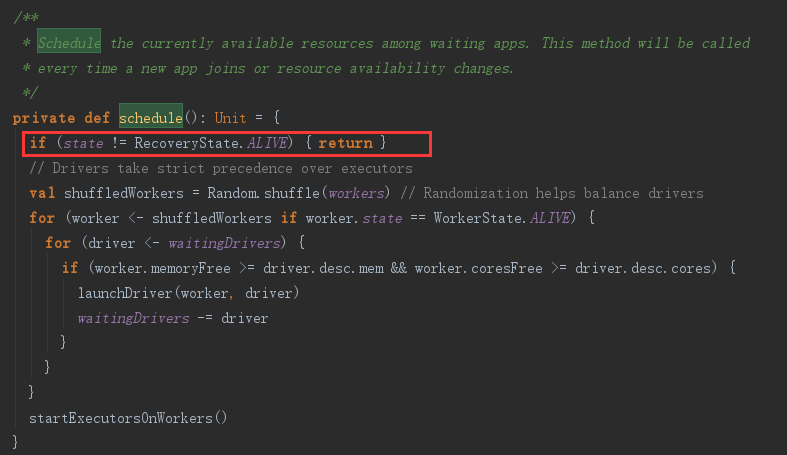 /**
 * Schedule the currently available resources among waiting apps. This method will be called
 * every time a new app joins or resource availability changes.
 */
private def schedule(): Unit = {
  if (state != RecoveryState.ALIVE) { return }
  // Drivers take strict precedence over executors
  val shuffledWorkers = Random.shuffle(workers) // Randomization helps balance drivers
  for (worker <- shuffledWorkers if worker.state == WorkerState.ALIVE) {
    for (driver <- waitingDrivers) {
      if (worker.memoryFree >= driver.desc.mem && worker.coresFree >= driver.desc.cores) {
        launchDriver(worker, driver)
        waitingDrivers -= driver
      }
    }
  }
  startExecutorsOnWorkers()
}